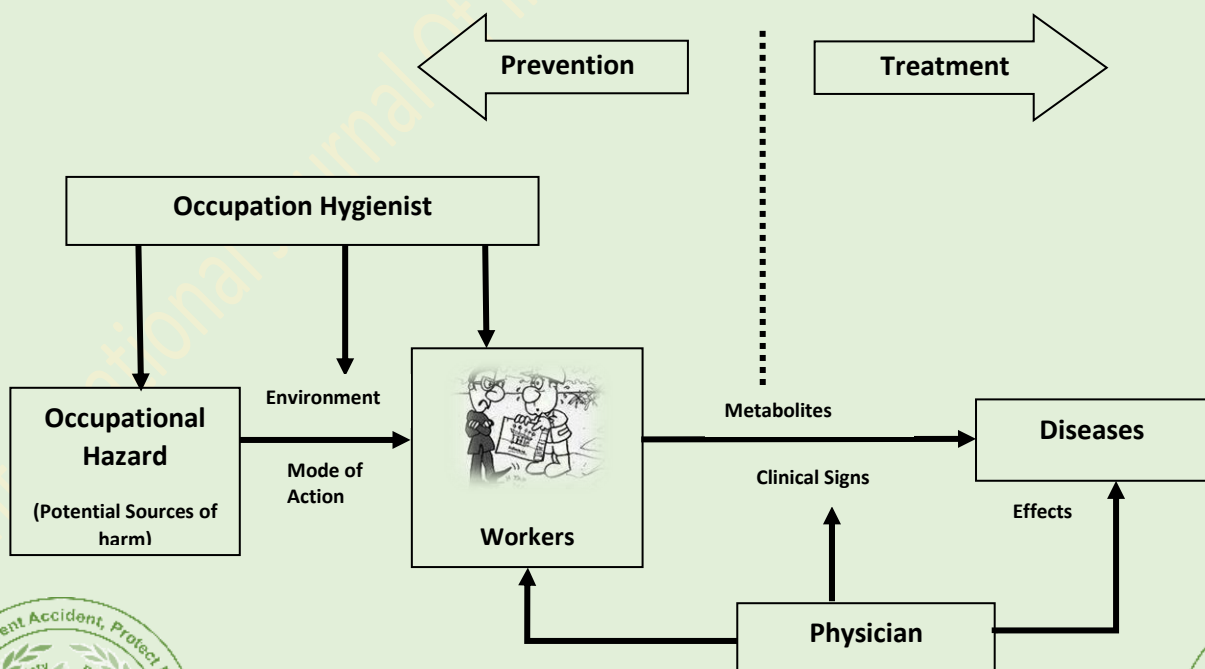 Prevention
Treatment
Occupation Hygienist
Occupational
Hazard
(Potential Sources of
harm)
Environment
Mode of
Action
Workers
Metabolites
Clinical Signs
Diseases
Effects
Physician